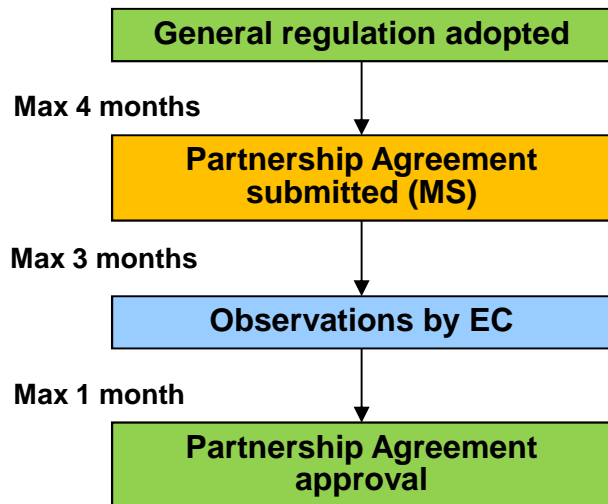 General regulation adopted
Max 4 months
Partnership Agreement
submitted (MS)
Max 3 months
Observations by EC
Max 1 month
Partnership Agreement
approval